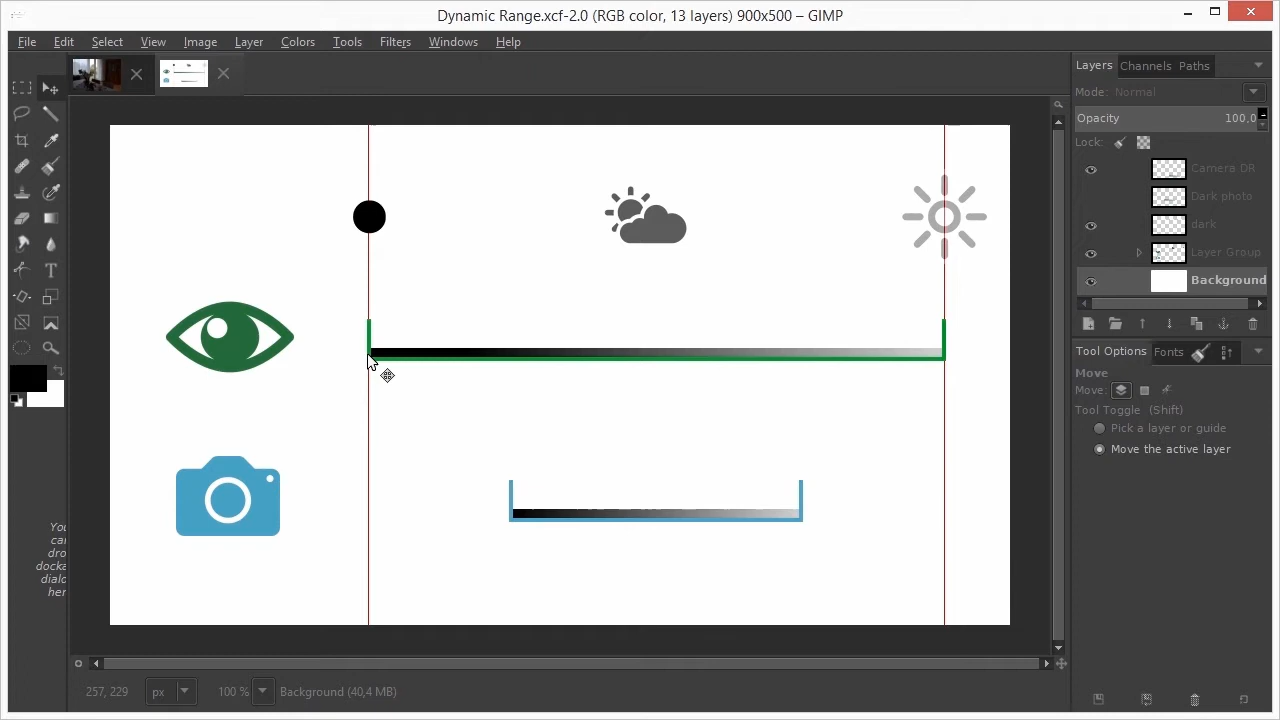 Dynamic Range.xcf-2.0 (RGB color, 13 layers) 900x500 – GIMP
File Edit Select View Image Layer Colors Tools Filters Windows Help
Layers Channels Paths
Mode: Normal
Opacity 100,0
Lock:
Camera DR
Dark photo
dark
Layer Group
Background
Tool Options Fonts
Move
Move:
Tool Toggle (Shift)
Pick a layer or guide
Move the active layer
You
can
dro
docka
dialo
her
257, 229 px 100 % Background (40,4 MB)